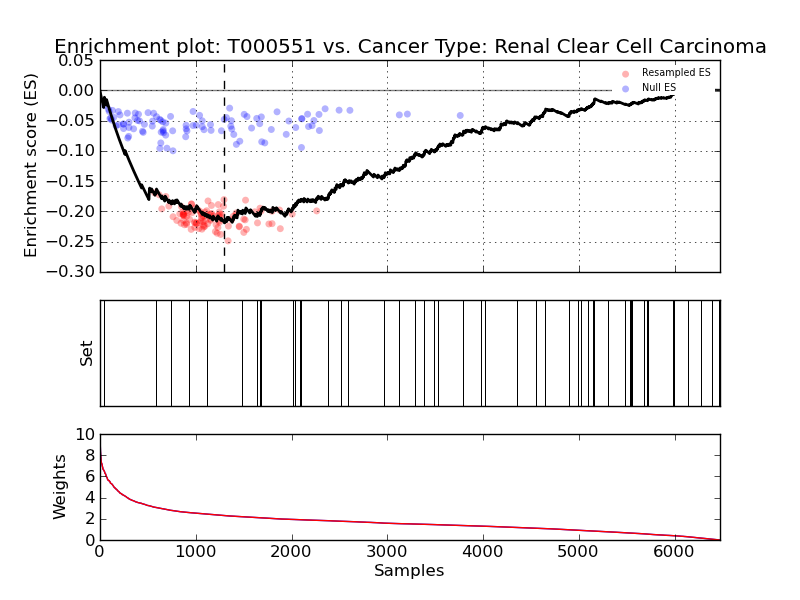 Enrichment plot: T000551 vs. Cancer Type: Renal Clear Cell Carcinoma
Enrichment score (ES)
0.05
0.00
−0.05
−0.10
−0.15
−0.20
−0.25
−0.30
Resampled ES
Null ES
Set
Weights
10
8
6
4
2
0
0 1000 2000 3000 4000 5000 6000
Samples